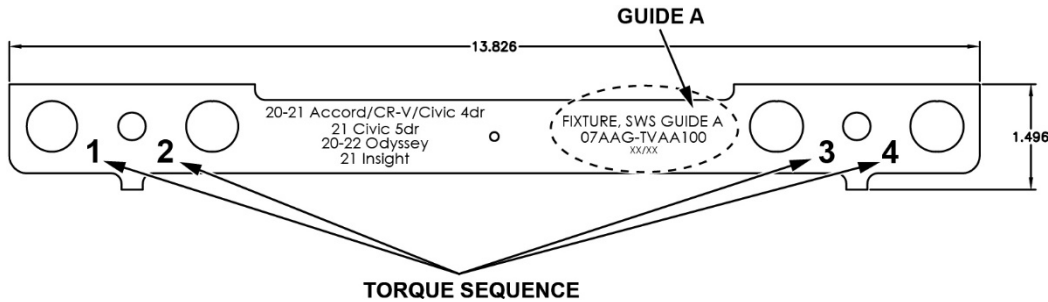 GUIDE A
13.826
20-21 Accord/CR-V/Civic 4dr
21 Civic 5dr
20-22 Odyssey
21 Insight
FIXTURE, SWS GUIDE A
07AAG-TVAA100
XX/XX
1.496
1 2 3 4
TORQUE SEQUENCE